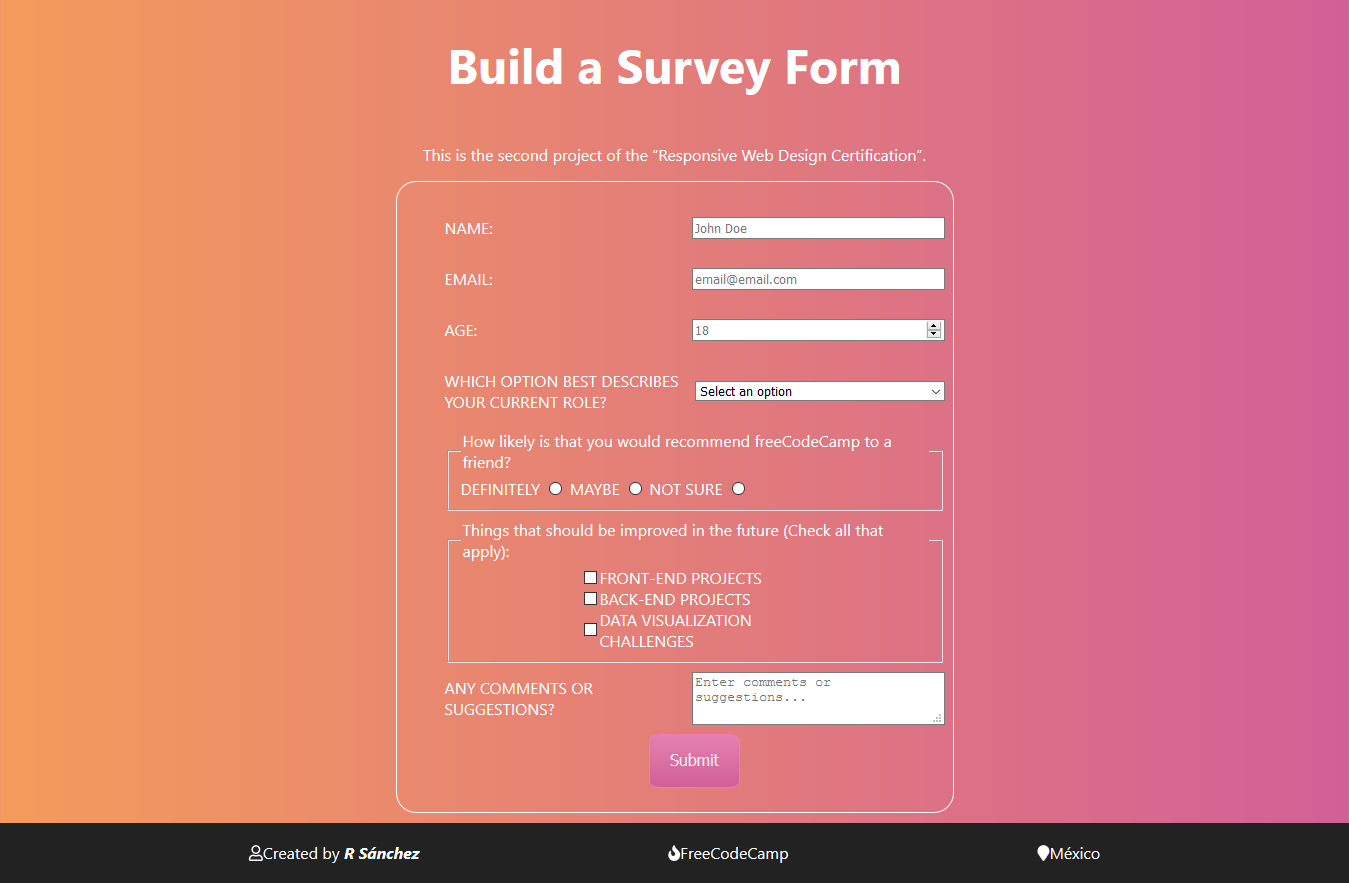 Build a Survey Form
This is the second project of the “Responsive Web Design Certification”.
NAME: John Doe
EMAIL: email@email.com
AGE: 18
WHICH OPTION BEST DESCRIBES
YOUR CURRENT ROLE? Select an option
How likely is that you would recommend freeCodeCamp to a
friend?
DEFINITELY MAYBE NOT SURE
Things that should be improved in the future (Check all that
apply):
FRONT-END PROJECTS
BACK-END PROJECTS
DATA VISUALIZATION
CHALLENGES
ANY COMMENTS OR
SUGGESTIONS?
Enter comments or
suggestions...
Submit
Created by R Sánchez FreeCodeCamp México